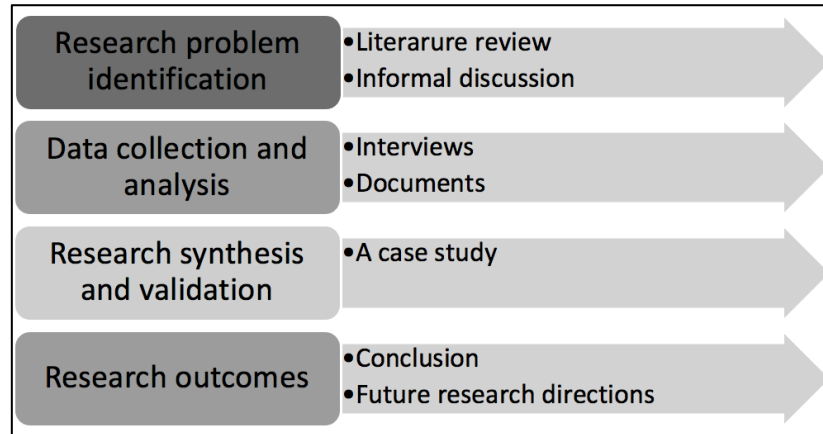 Research problem
identification
•Literarure review
•Informal discussion
Data collection and
analysis
•Interviews
•Documents
Research synthesis
and validation
•A case study
Research outcomes
•Conclusion
•Future research directions